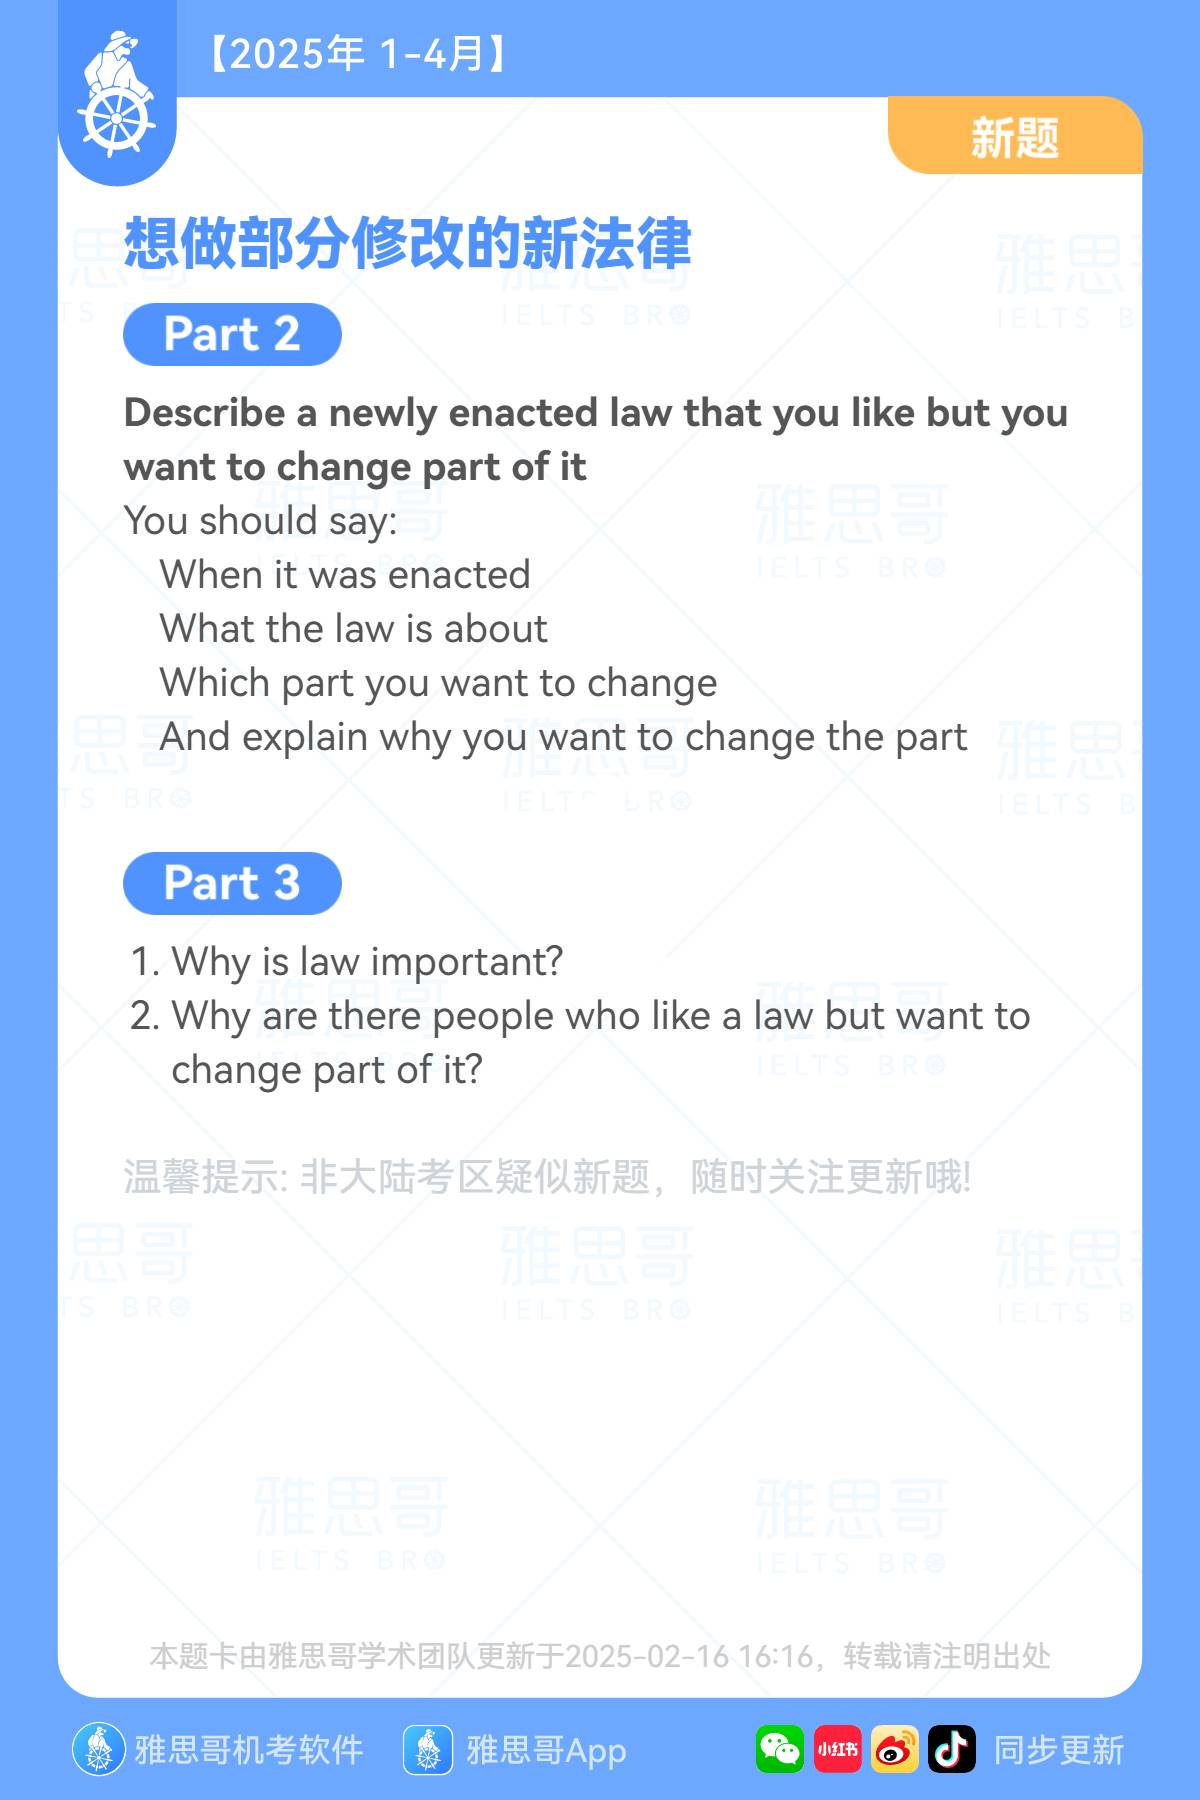 【2025年 1-4月】
新题
想做部分修改的新法律
Part 2
Describe a newly enacted law that you like but you
want to change part of it
You should say:
When it was enacted
What the law is about
Which part you want to change
And explain why you want to change the part
Part 3
1. Why is law important?
2. Why are there people who like a law but want to
change part of it?
温馨提示: 非大陆考区疑似新题，随时关注更新哦!
雅思哥
IELTS BRO
本题卡由雅思哥学术团队更新于2025-02-16 16:16，转载请注明出处
雅思哥机考软件
雅思哥App
小红书
同步更新